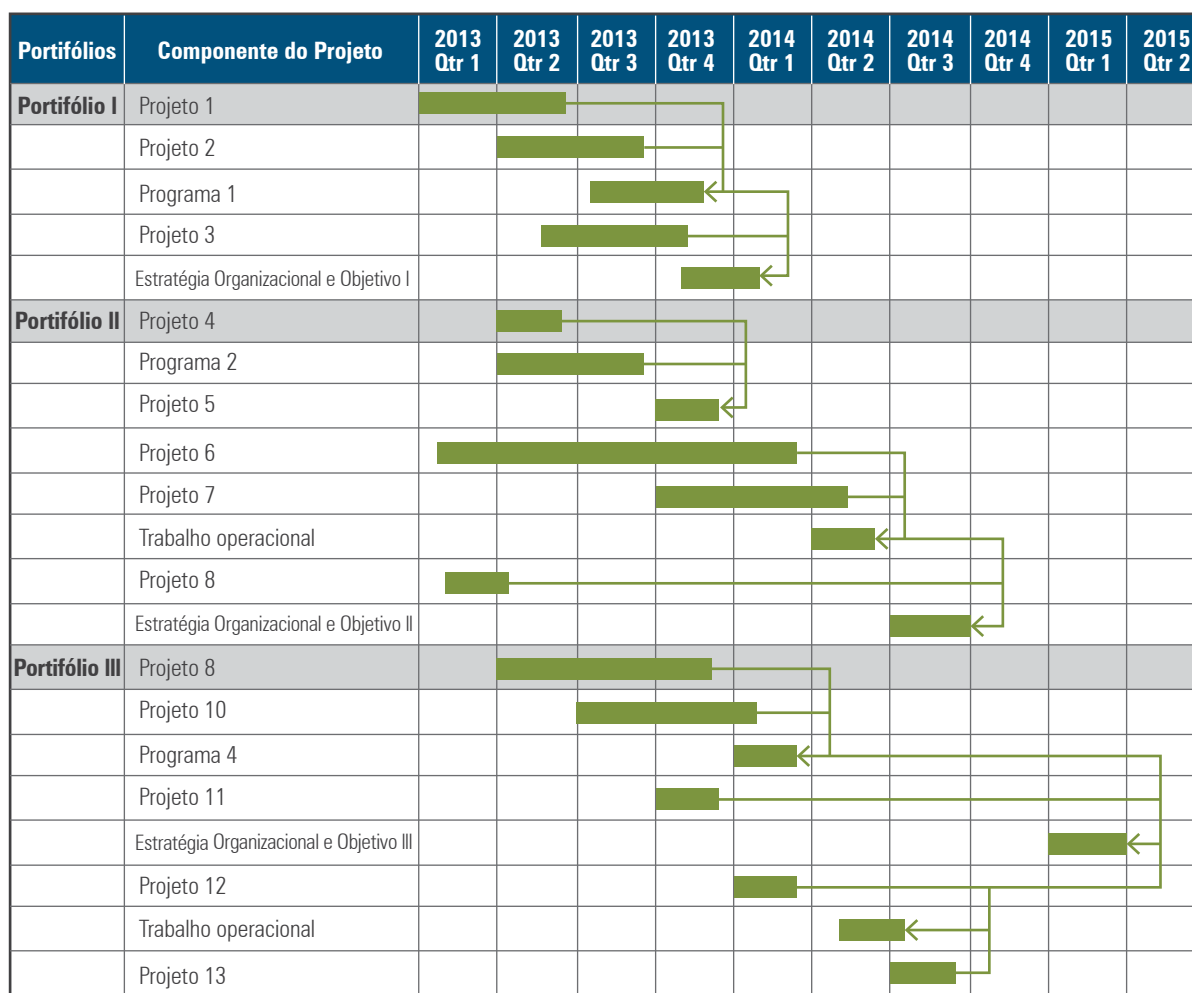 Portifólios Componente do Projeto 2013 Qtr 1 2013 Qtr 2 2013 Qtr 3 2013 Qtr 4 2014 Qtr 1 2014 Qtr 2 2014 Qtr 3 2014 Qtr 4 2015 Qtr 1 2015 Qtr 2
Portifólio I Projeto 1
Projeto 2
Programa 1
Projeto 3
Estratégia Organizacional e Objetivo I
Portifólio II Projeto 4
Programa 2
Projeto 5
Projeto 6
Projeto 7
Trabalho operacional
Projeto 8
Estratégia Organizacional e Objetivo II
Portifólio III Projeto 8
Projeto 10
Programa 4
Projeto 11
Estratégia Organizacional e Objetivo III
Projeto 12
Trabalho operacional
Projeto 13